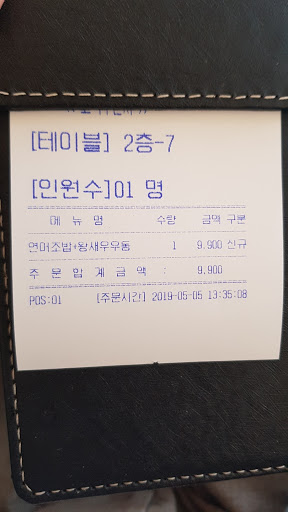 [테이블] 2층-7
[인원수]01 명
메 뉴 명 수량 금액 구분
연어초밥+왕새우우동 1 9,900 신규
주 문 합 계 금 액 : 9,900
POS:01 [주문시간] 2019-05-05 13:35:08